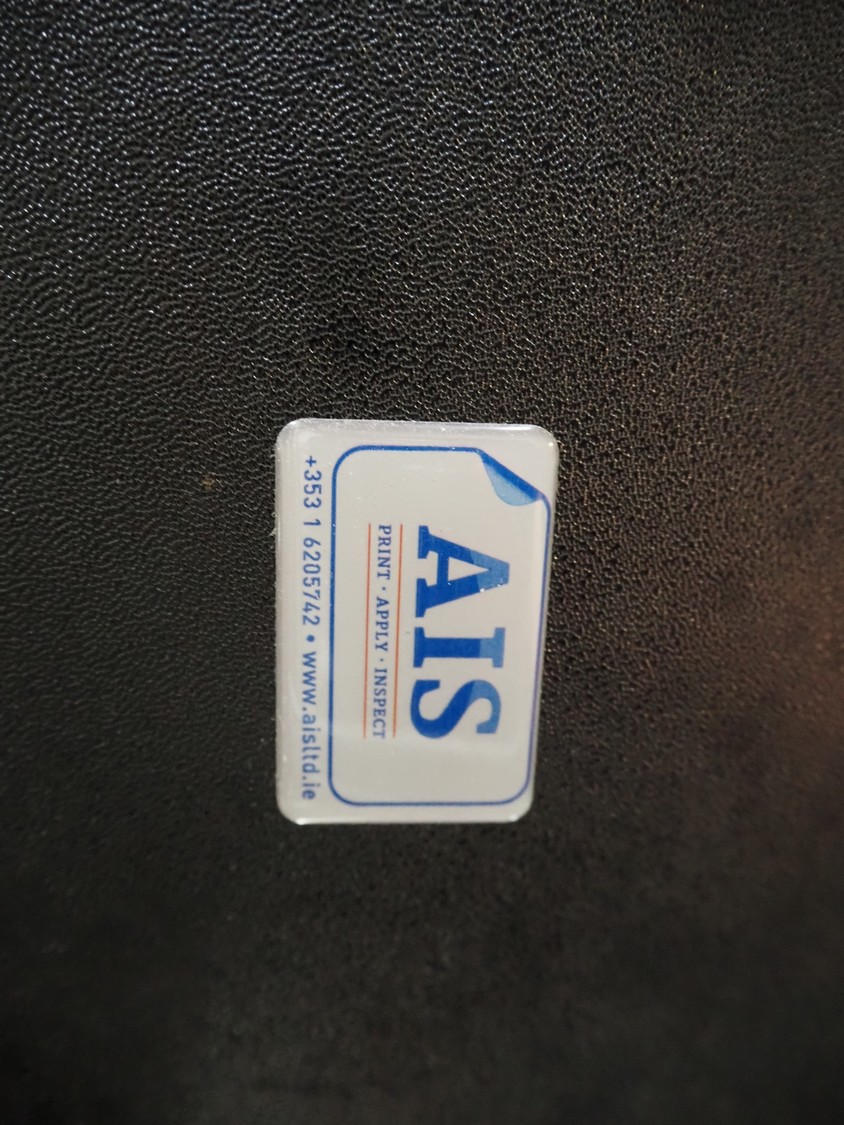 AIS
PRINT · APPLY · INSPECT
+353 1 6205742 • www.aisltd.ie